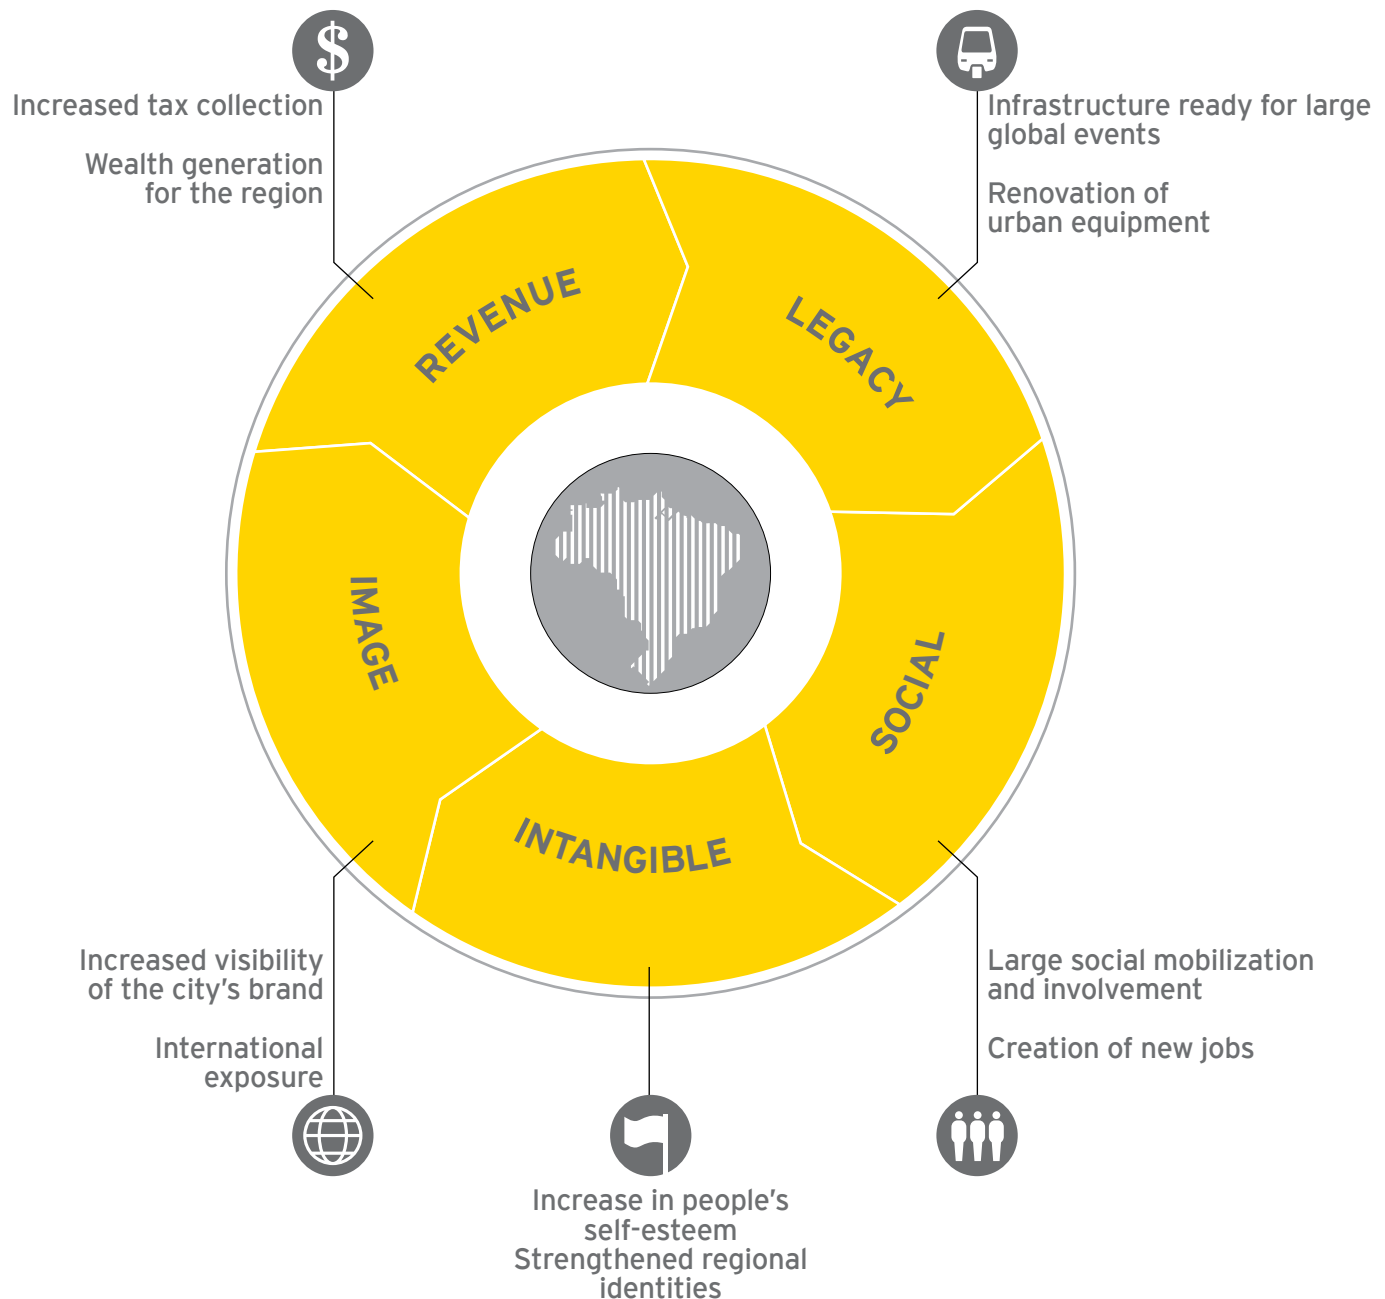 $
Increased tax collection
Wealth generation
for the region
Infrastructure ready for large
global events
Renovation of
urban equipment
REVENUE
LEGACY
IMAGE
SOCIAL
INTANGIBLE
Increased visibility
of the city’s brand
International
exposure
Large social mobilization
and involvement
Creation of new jobs
Increase in people’s
self-esteem
Strengthened regional
identities